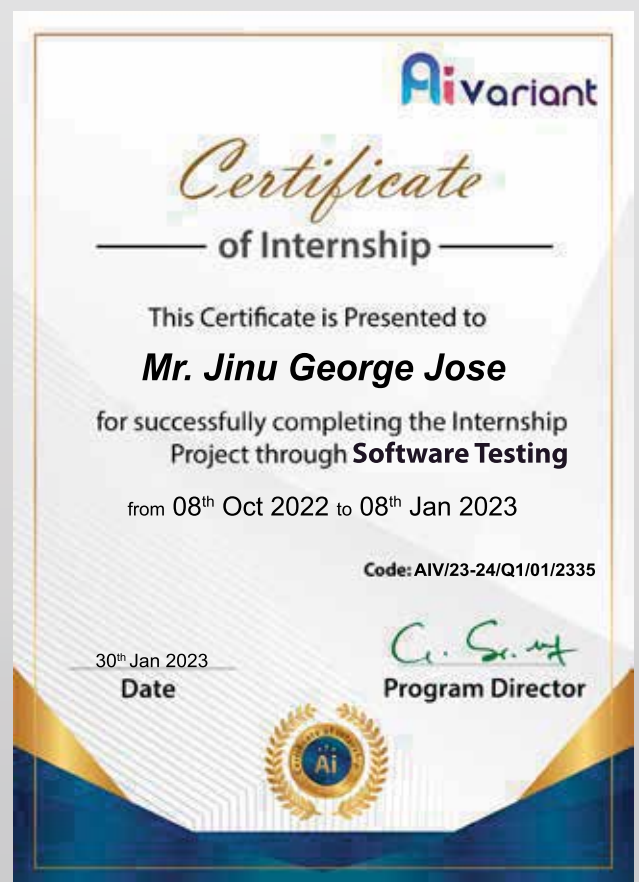 Aivariant
Certificate
of Internship
This Certificate is Presented to
Mr. Jinu George Jose
for successfully completing the Internship
Project through Software Testing
from 08th Oct 2022 to 08th Jan 2023
Code: AIV/23-24/Q1/01/2335
30th Jan 2023
Date
Program Director
Ai